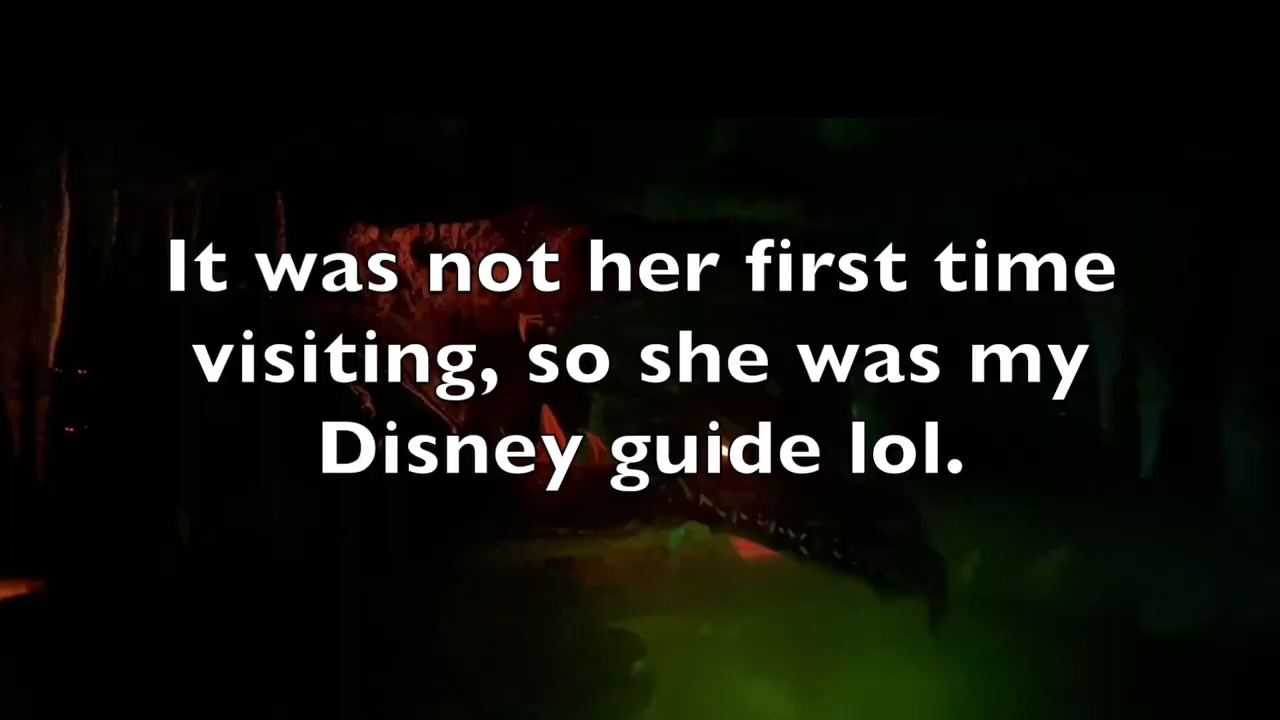 It was not her first time
visiting, so she was my
Disney guide lol.